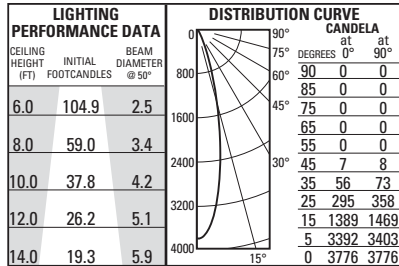 LIGHTING
PERFORMANCE DATA
CEILING HEIGHT (FT) INITIAL FOOTCANDLES BEAM DIAMETER @ 50°
6.0 104.9 2.5
8.0 59.0 3.4
10.0 37.8 4.2
12.0 26.2 5.1
14.0 19.3 5.9
DISTRIBUTION CURVE
0
800
1600
2400
3200
4000
90°
75°
60°
45°
30°
15°
CANDELA
at at
DEGREES 0° 90°
90 0 0
85 0 0
75 0 0
65 0 0
55 0 0
45 7 8
35 56 73
25 295 358
15 1389 1469
5 3392 3403
0 3776 3776